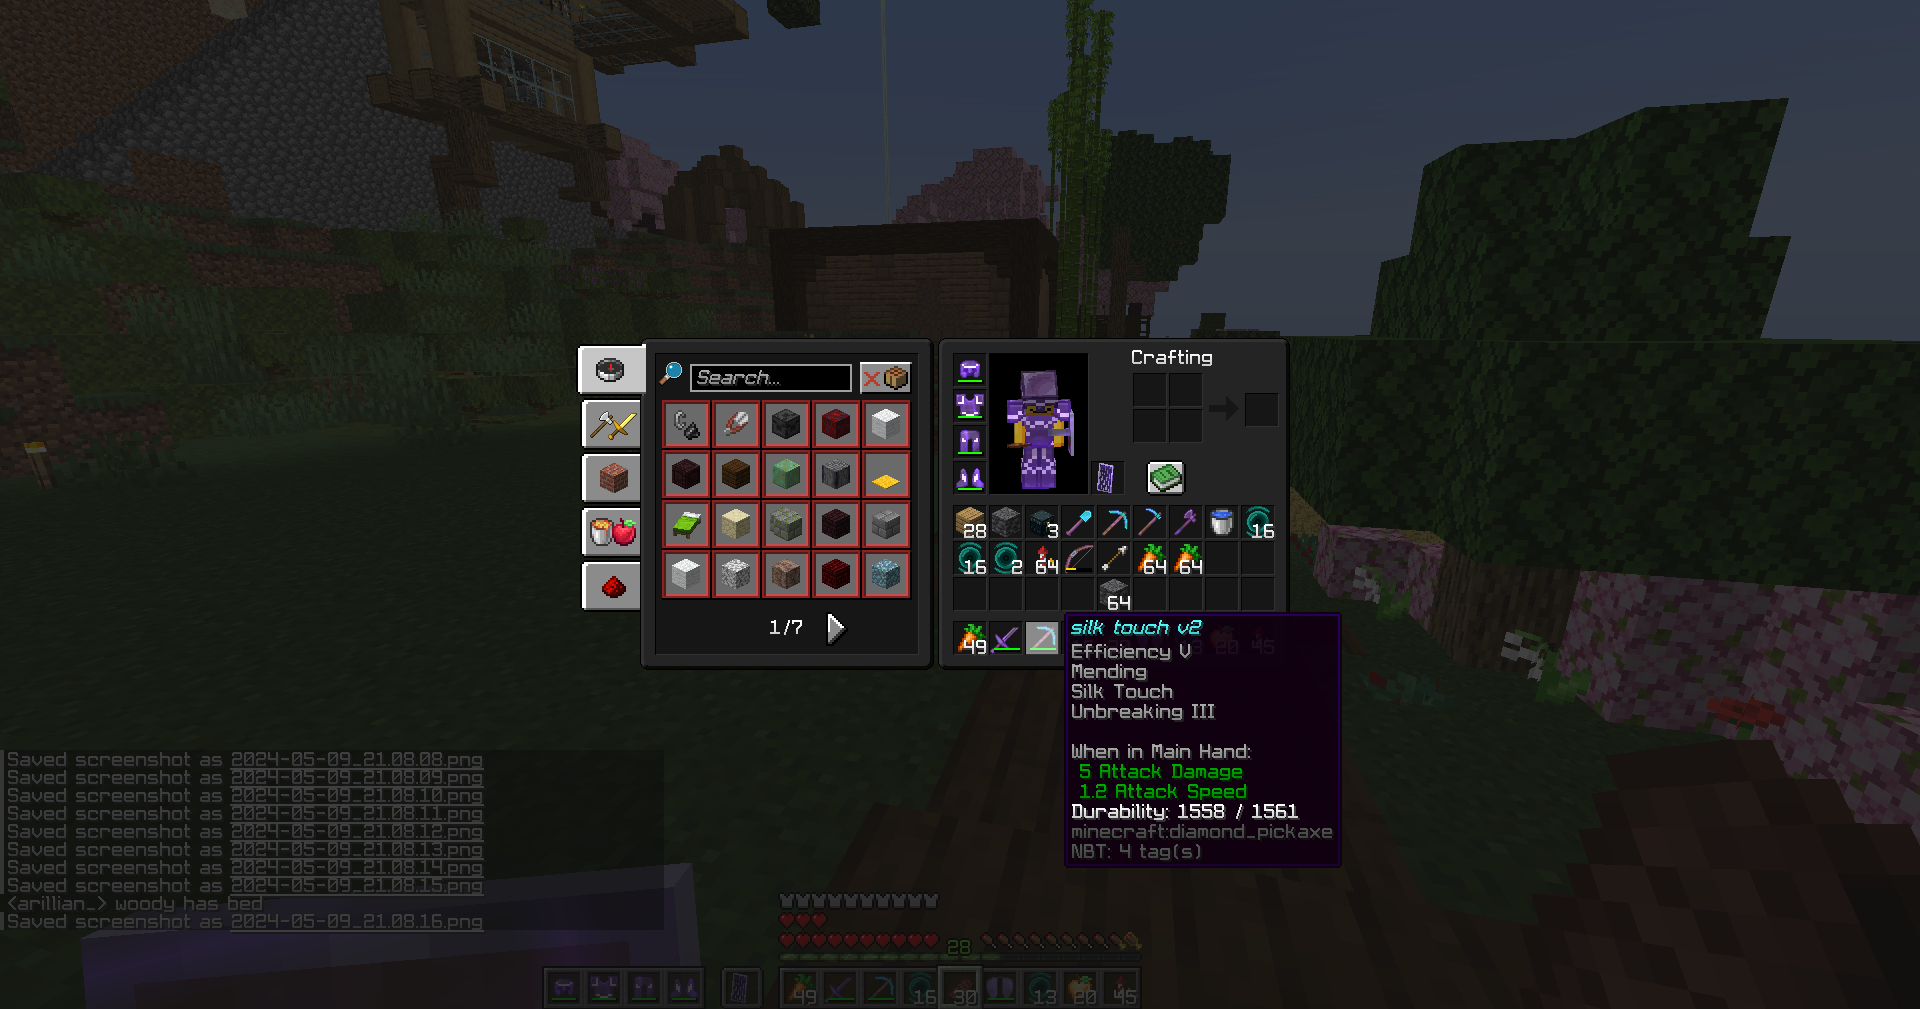 Crafting
Search...
28
3
16
16
2
64
64
64
64
1/7
49
silk touch v2
Efficiency V
Mending
Silk Touch
Unbreaking III
When in Main Hand:
5 Attack Damage
1.2 Attack Speed
Durability: 1558 / 1561
minecraft:diamond_pickaxe
NBT: 4 tag(s)
20
45
Saved screenshot as 2024-05-09_21.08.08.png
Saved screenshot as 2024-05-09_21.08.09.png
Saved screenshot as 2024-05-09_21.08.10.png
Saved screenshot as 2024-05-09_21.08.11.png
Saved screenshot as 2024-05-09_21.08.12.png
Saved screenshot as 2024-05-09_21.08.13.png
Saved screenshot as 2024-05-09_21.08.14.png
Saved screenshot as 2024-05-09_21.08.15.png
<arillian_> woody has bed
Saved screenshot as 2024-05-09_21.08.16.png
28
49
16
30
13
20
45